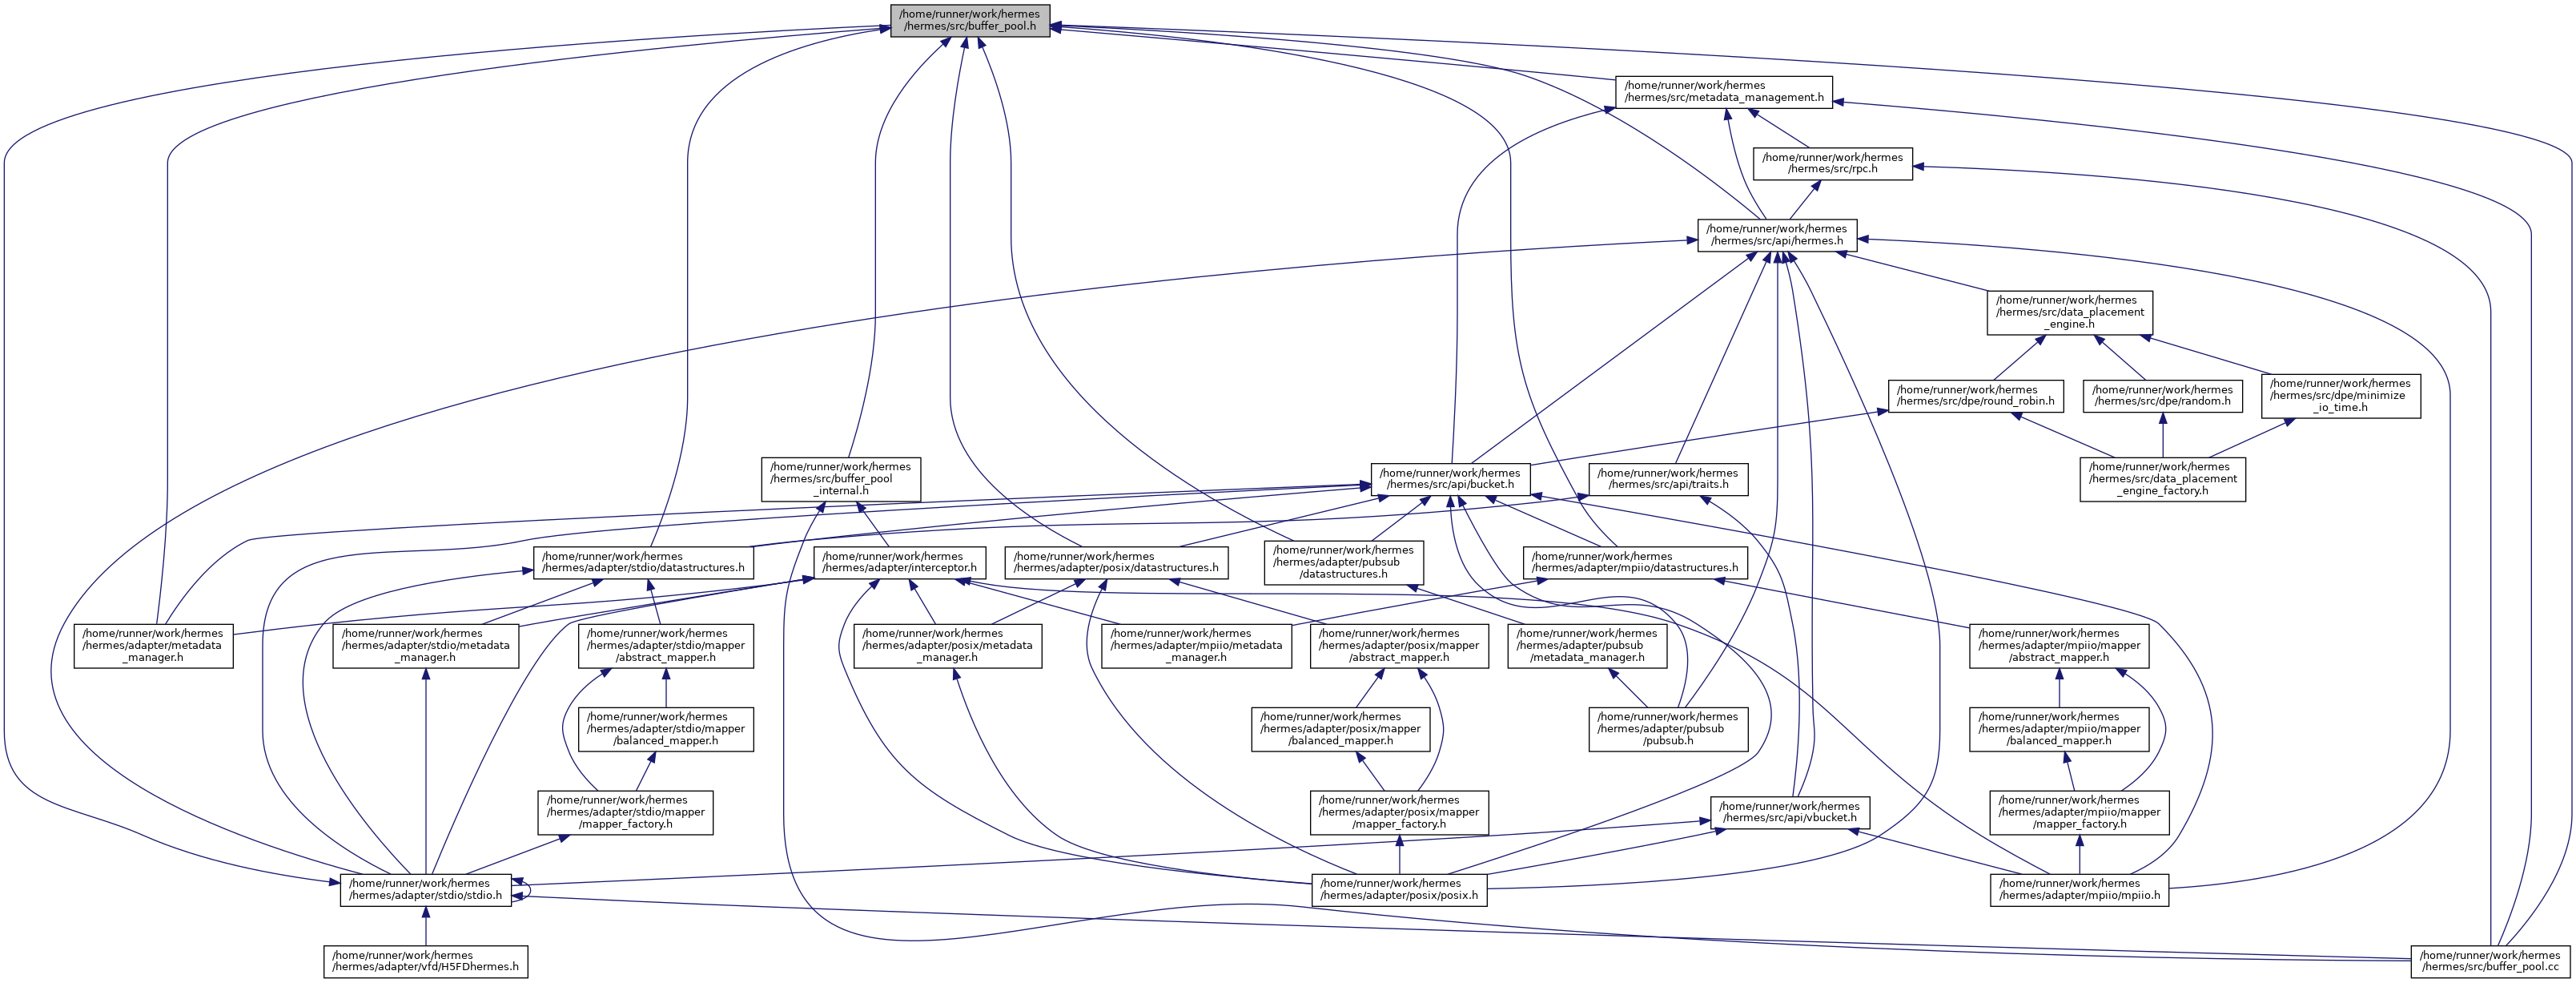 /home/runner/work/hermes
/hermes/src/buffer_pool.h
/home/runner/work/hermes
/hermes/src/metadata_management.h
/home/runner/work/hermes
/hermes/src/rpc.h
/home/runner/work/hermes
/hermes/src/api/hermes.h
/home/runner/work/hermes
/hermes/src/data_placement
_engine.h
/home/runner/work/hermes
/hermes/src/dpe/round_robin.h
/home/runner/work/hermes
/hermes/src/dpe/random.h
/home/runner/work/hermes
/hermes/src/dpe/minimize
_io_time.h
/home/runner/work/hermes
/hermes/src/buffer_pool
_internal.h
/home/runner/work/hermes
/hermes/src/api/bucket.h
/home/runner/work/hermes
/hermes/src/api/traits.h
/home/runner/work/hermes
/hermes/src/data_placement
_engine_factory.h
/home/runner/work/hermes
/hermes/adapter/stdio/datastructures.h
/home/runner/work/hermes
/hermes/adapter/interceptor.h
/home/runner/work/hermes
/hermes/adapter/posix/datastructures.h
/home/runner/work/hermes
/hermes/adapter/pubsub
/datastructures.h
/home/runner/work/hermes
/hermes/adapter/mpiio/datastructures.h
/home/runner/work/hermes
/hermes/adapter/metadata
_manager.h
/home/runner/work/hermes
/hermes/adapter/stdio/metadata
_manager.h
/home/runner/work/hermes
/hermes/adapter/stdio/mapper
/abstract_mapper.h
/home/runner/work/hermes
/hermes/adapter/posix/metadata
_manager.h
/home/runner/work/hermes
/hermes/adapter/mpiio/metadata
_manager.h
/home/runner/work/hermes
/hermes/adapter/posix/mapper
/abstract_mapper.h
/home/runner/work/hermes
/hermes/adapter/pubsub
/metadata_manager.h
/home/runner/work/hermes
/hermes/adapter/mpiio/mapper
/abstract_mapper.h
/home/runner/work/hermes
/hermes/adapter/stdio/mapper
/balanced_mapper.h
/home/runner/work/hermes
/hermes/adapter/posix/mapper
/balanced_mapper.h
/home/runner/work/hermes
/hermes/adapter/pubsub
/pubsub.h
/home/runner/work/hermes
/hermes/adapter/mpiio/mapper
/balanced_mapper.h
/home/runner/work/hermes
/hermes/adapter/stdio/mapper
/mapper_factory.h
/home/runner/work/hermes
/hermes/adapter/posix/mapper
/mapper_factory.h
/home/runner/work/hermes
/hermes/src/api/vbucket.h
/home/runner/work/hermes
/hermes/adapter/mpiio/mapper
/mapper_factory.h
/home/runner/work/hermes
/hermes/adapter/stdio/stdio.h
/home/runner/work/hermes
/hermes/adapter/posix/posix.h
/home/runner/work/hermes
/hermes/adapter/mpiio/mpiio.h
/home/runner/work/hermes
/hermes/adapter/vfd/H5FDhermes.h
/home/runner/work/hermes
/hermes/src/buffer_pool.cc